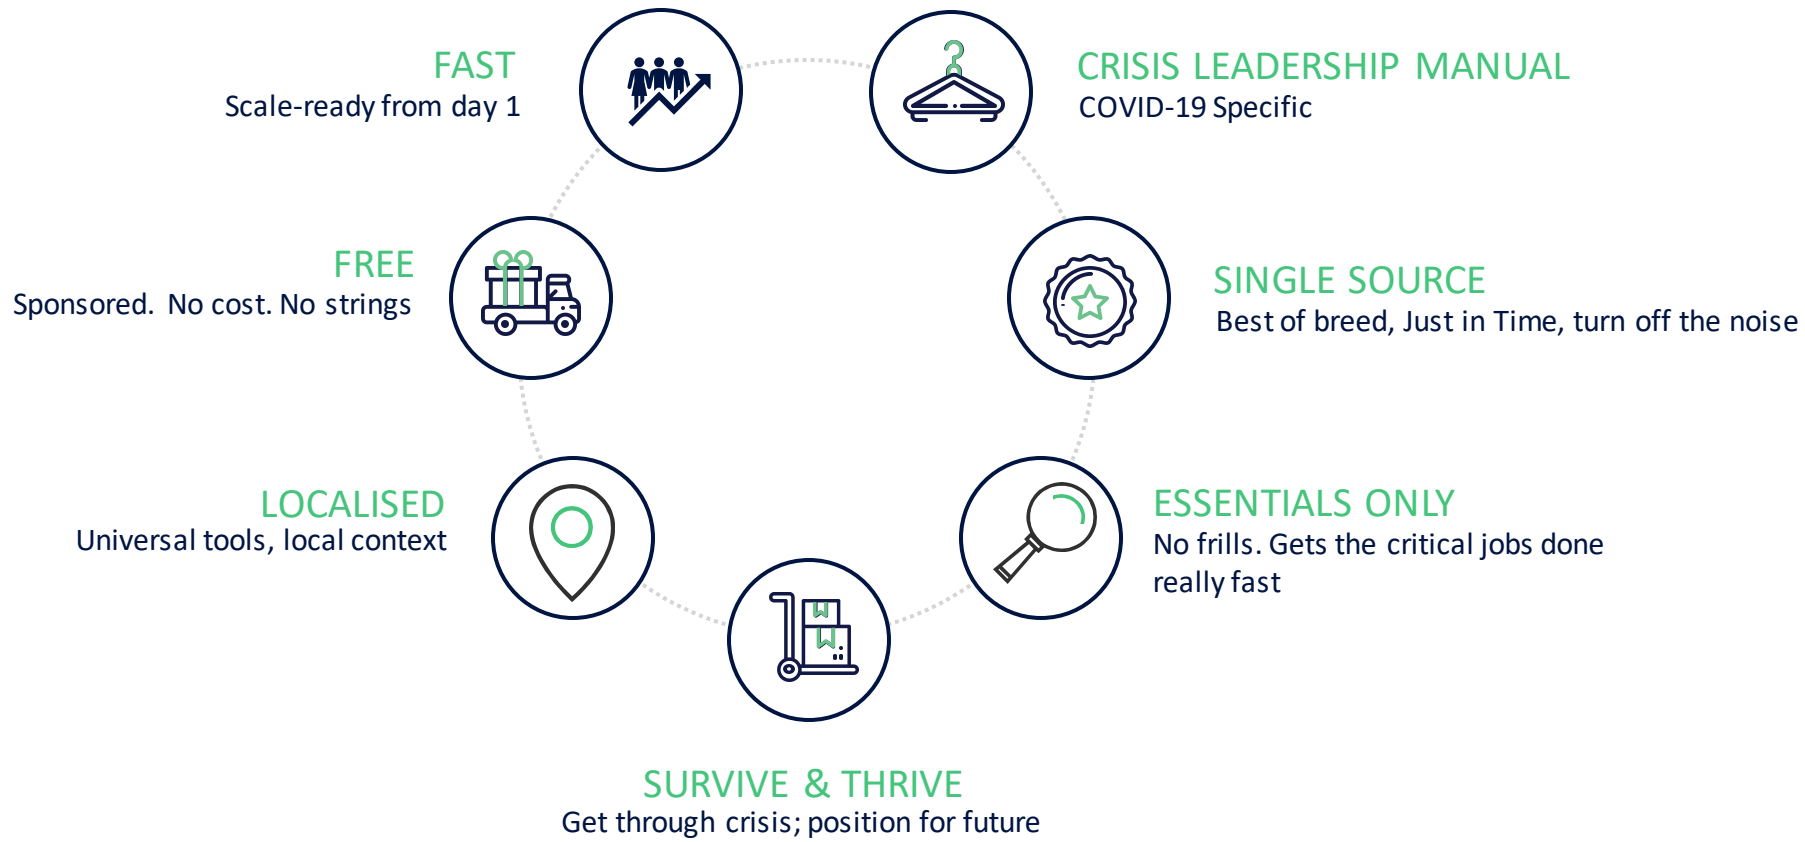 FAST
Scale-ready from day 1
CRISIS LEADERSHIP MANUAL
COVID-19 Specific
FREE
Sponsored. No cost. No strings
SINGLE SOURCE
Best of breed, Just in Time, turn off the noise
LOCALISED
Universal tools, local context
ESSENTIALS ONLY
No frills. Gets the critical jobs done
really fast
SURVIVE & THRIVE
Get through crisis; position for future